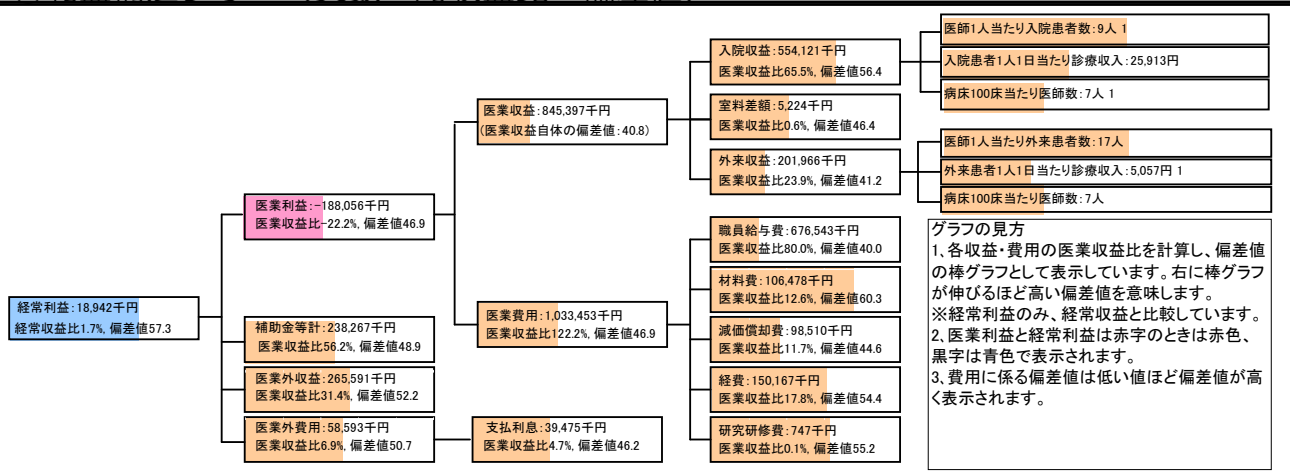 経常利益:18,942千円
経常収益比1.7%, 偏差値57.3
医業利益:-188,056千円
医業収益比-22.2%, 偏差値46.9
補助金等計:238,267千円
医業収益比56.2%, 偏差値48.9
医業外収益:265,591千円
医業収益比31.4%, 偏差値52.2
医業外費用:58,593千円
医業収益比6.9%, 偏差値50.7
医業収益:845,397千円
(医業収益自体の偏差値:40.8)
医業費用:1,033,453千円
医業収益比122.2%, 偏差値46.9
支払利息:39,475千円
医業収益比4.7%, 偏差値46.2
入院収益:554,121千円
医業収益比65.5%, 偏差値56.4
室料差額:5,224千円
医業収益比0.6%, 偏差値46.4
外来収益:201,966千円
医業収益比23.9%, 偏差値41.2
職員給与費:676,543千円
医業収益比80.0%, 偏差値40.0
材料費:106,478千円
医業収益比12.6%, 偏差値60.3
減価償却費:98,510千円
医業収益比11.7%, 偏差値44.6
経費:150,167千円
医業収益比17.8%, 偏差値54.4
研究研修費:747千円
医業収益比0.1%, 偏差値55.2
医師1人当たり入院患者数:9人 1
入院患者1人1日当たり診療収入:25,913円
病床100床当たり医師数:7人 1
医師1人当たり外来患者数:17人
外来患者1人1日当たり診療収入:5,057円 1
病床100床当たり医師数:7人
グラフの見方
1、各収益・費用の医業収益比を計算し、偏差値
の棒グラフとして表示しています。右に棒グラフ
が伸びるほど高い偏差値を意味します。
※経常利益のみ、経常収益と比較しています。
2、医業利益と経常利益は赤字のときは赤色、
黒字は青色で表示されます。
3、費用に係る偏差値は低い値ほど偏差値が高
く表示されます。